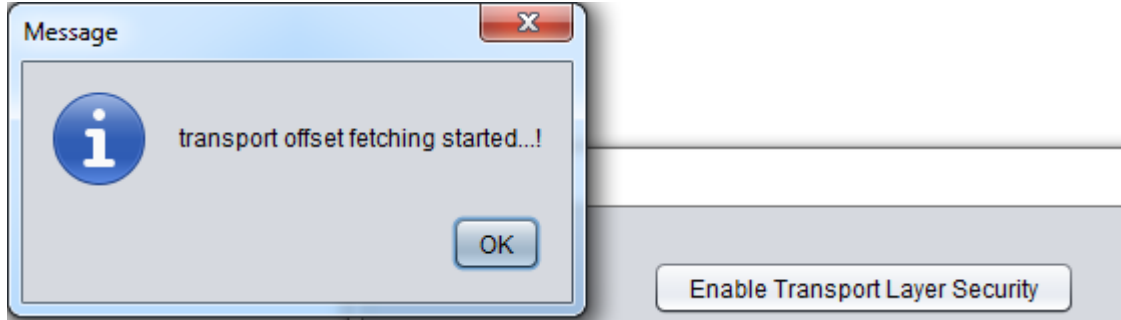 Message
transport offset fetching started...!
OK
Enable Transport Layer Security